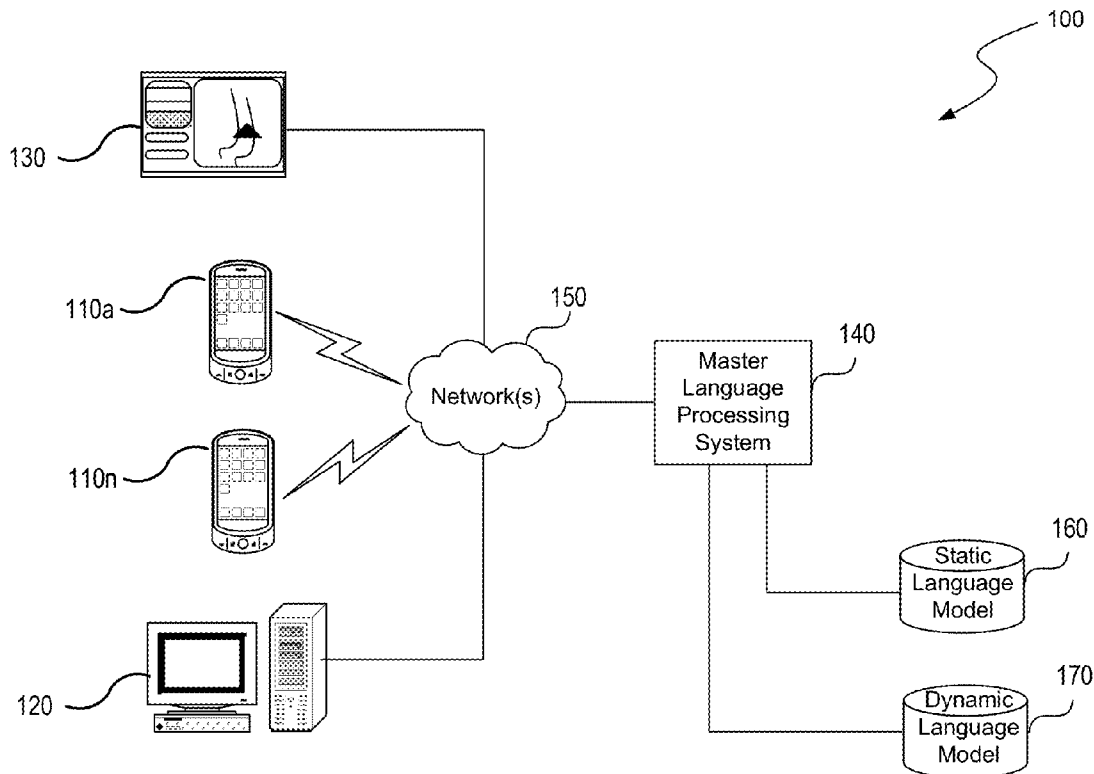 100
130
110a
150
Network(s)
140
Master
Language
Processing
System
110n
Static
Language
Model
160
120
Dynamic
Language
Model
170